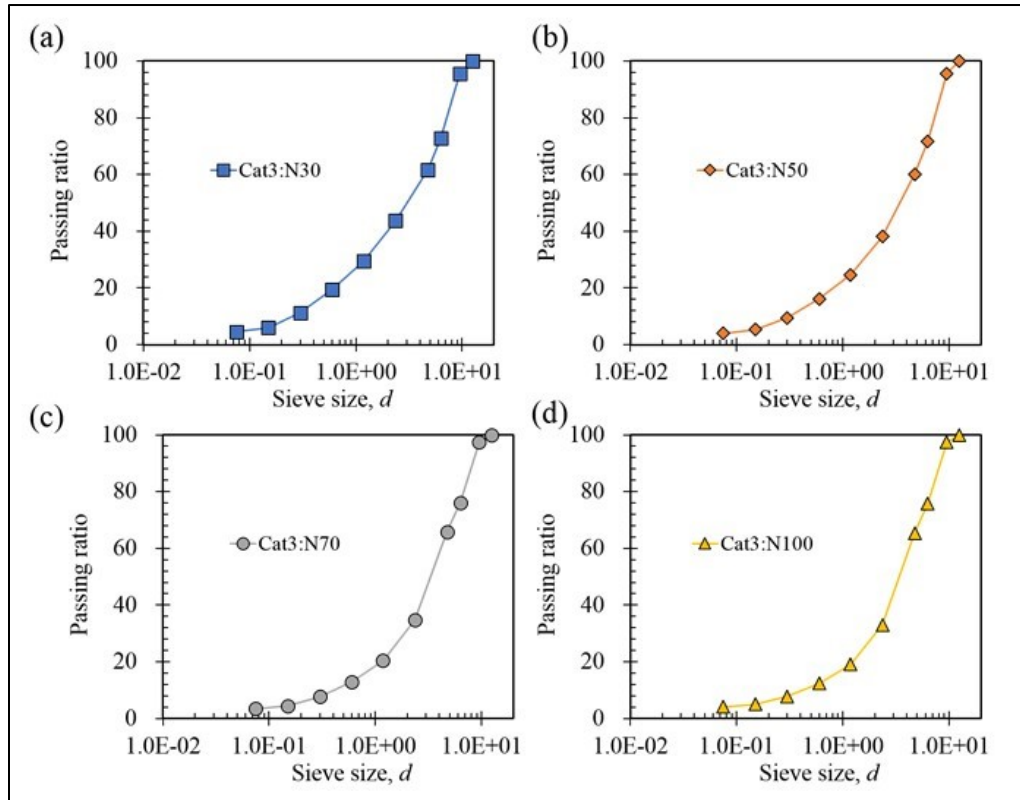 (a)
100
80
60
40
20
0
Passing ratio
Cat3:N30
1.0E-02 1.0E-01 1.0E+00 1.0E+01
Sieve size, d
(b)
100
80
60
40
20
0
Passing ratio
Cat3:N50
1.0E-02 1.0E-01 1.0E+00 1.0E+01
Sieve size, d
(c)
100
80
60
40
20
0
Passing ratio
Cat3:N70
1.0E-02 1.0E-01 1.0E+00 1.0E+01
Sieve size, d
(d)
100
80
60
40
20
0
Passing ratio
Cat3:N100
1.0E-02 1.0E-01 1.0E+00 1.0E+01
Sieve size, d